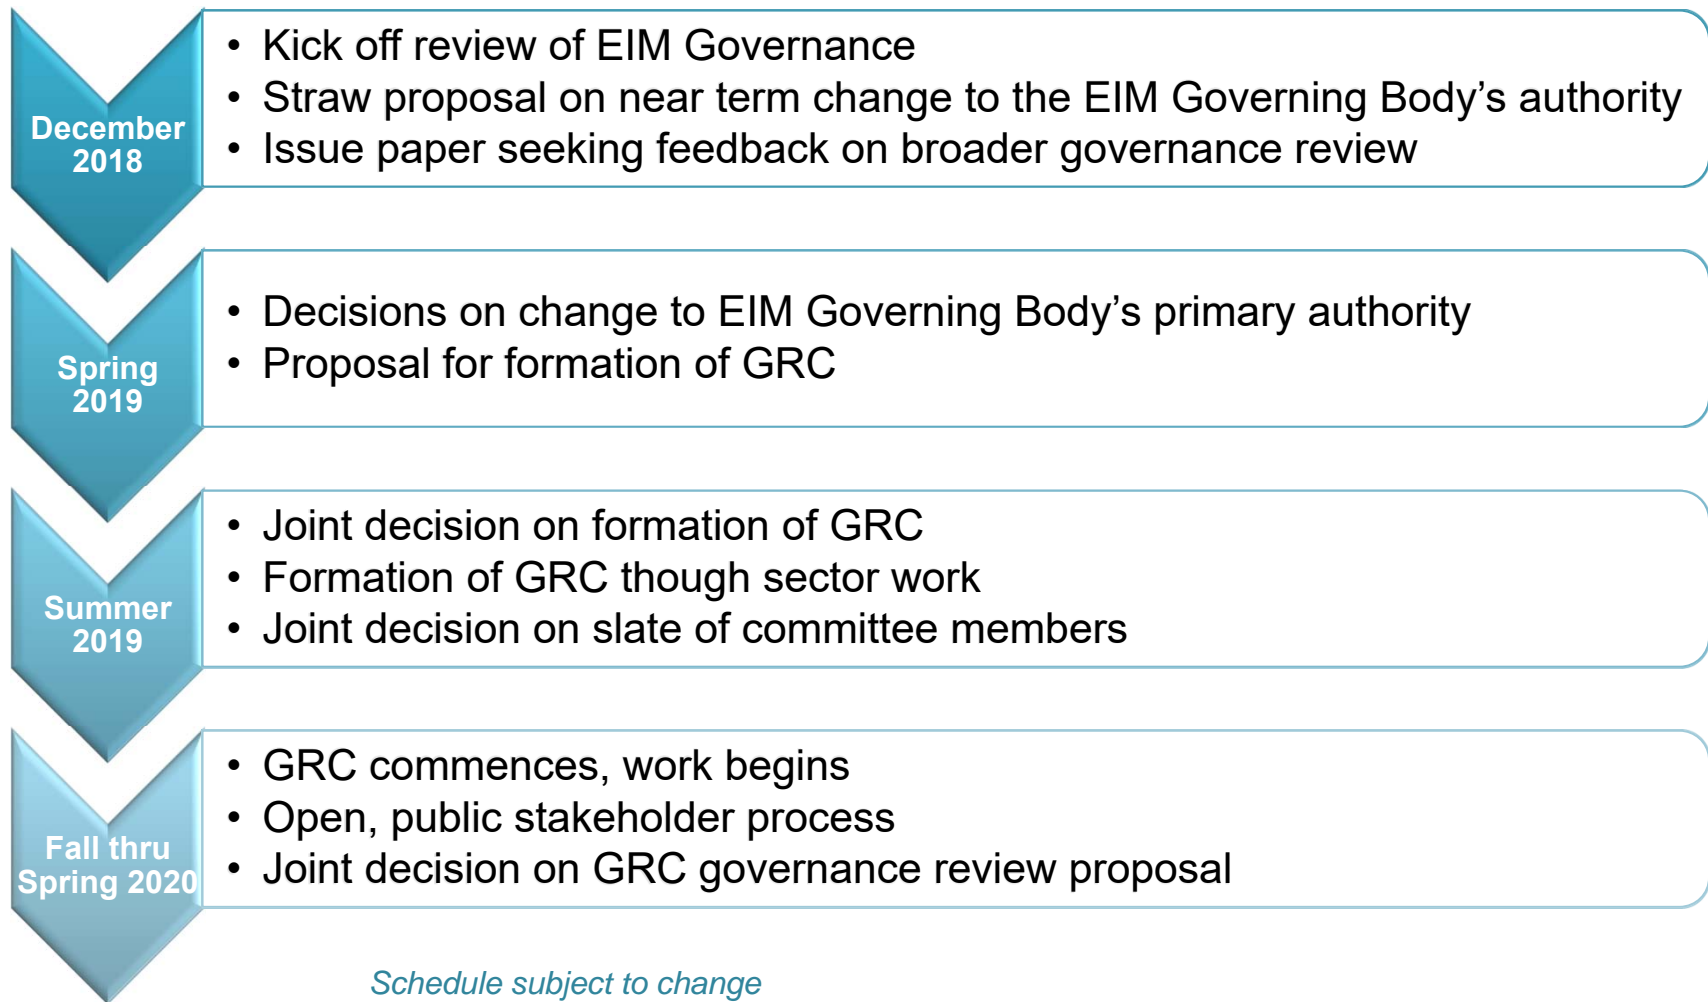 December
2018
• Kick off review of EIM Governance
• Straw proposal on near term change to the EIM Governing Body’s authority
• Issue paper seeking feedback on broader governance review
Spring
2019
• Decisions on change to EIM Governing Body’s primary authority
• Proposal for formation of GRC
Summer
2019
• Joint decision on formation of GRC
• Formation of GRC though sector work
• Joint decision on slate of committee members
Fall thru
Spring 2020
• GRC commences, work begins
• Open, public stakeholder process
• Joint decision on GRC governance review proposal
Schedule subject to change